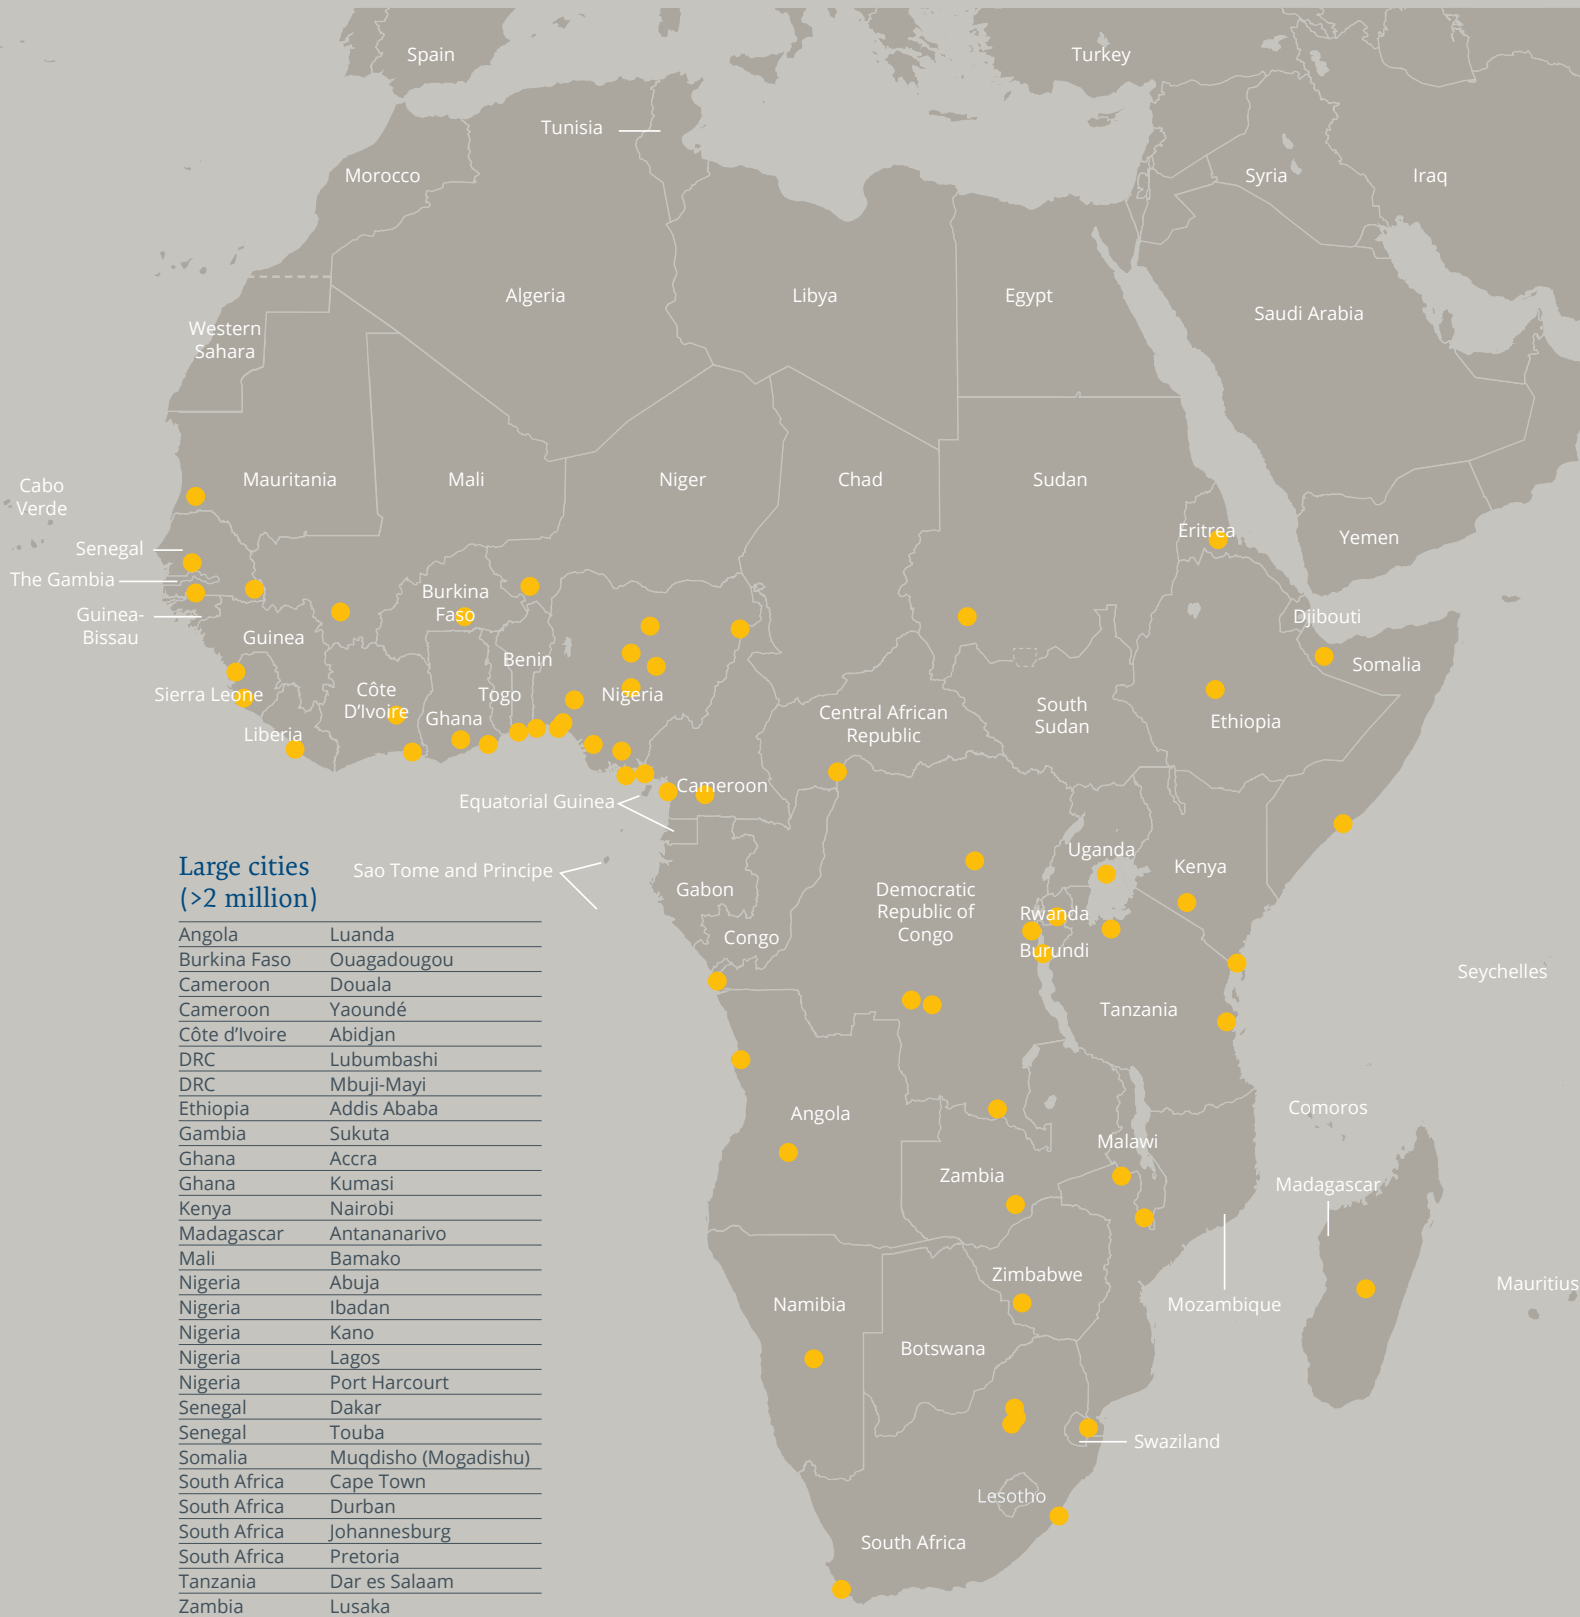 Spain
Turkey
Tunisia
Morocco
Syria
Iraq
Algeria
Libya
Egypt
Saudi Arabia
Western
Sahara
Cabo
Verde
Mauritania
Mali
Niger
Chad
Sudan
Eritrea
Yemen
Senegal
The Gambia
Guinea-
Bissau
Burkina
Faso
Guinea
Djibouti
Benin
Somalia
Sierra Leone
Côte
D'Ivoire
Togo
Nigeria
Ghana
Liberia
Central African
Republic
South
Sudan
Ethiopia
Cameroon
Equatorial Guinea
Sao Tome and Principe
Gabon
Congo
Democratic
Republic of
Congo
Uganda
Kenya
Rwanda
Burundi
Tanzania
Seychelles
Angola
Zambia
Malawi
Comoros
Madagascar
Mauritius
Mozambique
Zimbabwe
Namibia
Botswana
Swaziland
Lesotho
South Africa
Large cities
(>2 million)
Angola Luanda
Burkina Faso Ouagadougou
Cameroon Douala
Cameroon Yaoundé
Côte d'Ivoire Abidjan
DRC Lubumbashi
DRC Mbuji-Mayi
Ethiopia Addis Ababa
Gambia Sukuta
Ghana Accra
Ghana Kumasi
Kenya Nairobi
Madagascar Antananarivo
Mali Bamako
Nigeria Abuja
Nigeria Ibadan
Nigeria Kano
Nigeria Lagos
Nigeria Port Harcourt
Senegal Dakar
Senegal Touba
Somalia Muqdisho (Mogadishu)
South Africa Cape Town
South Africa Durban
South Africa Johannesburg
South Africa Pretoria
Tanzania Dar es Salaam
Zambia Lusaka